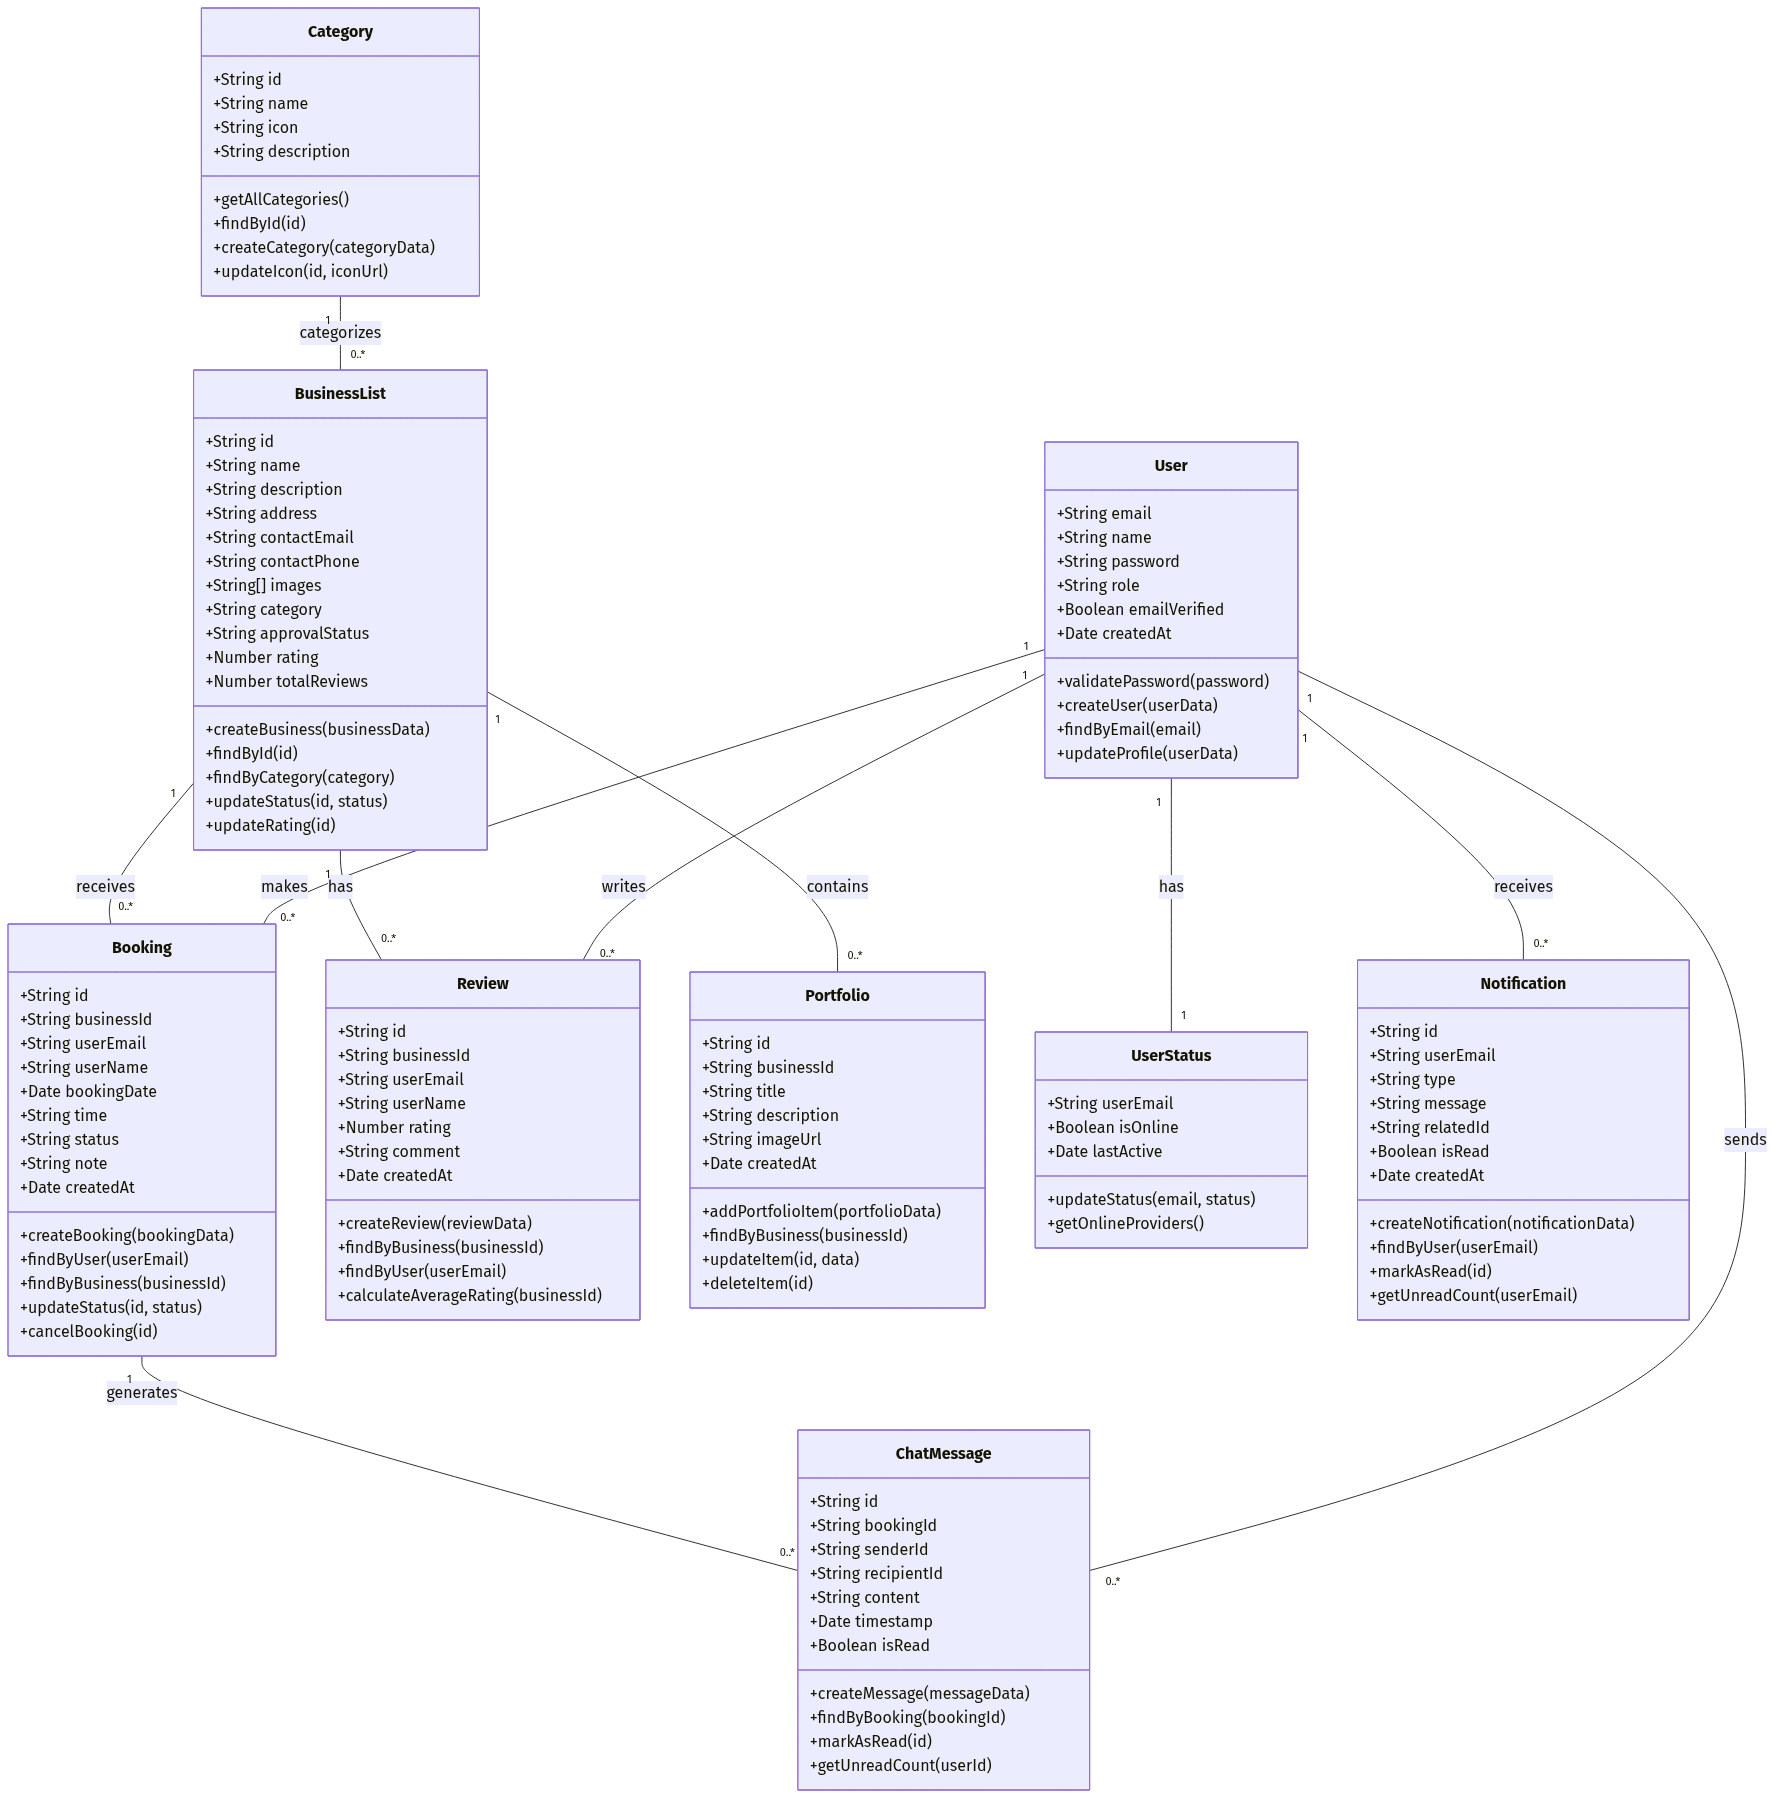 Category
+String id
+String name
+String icon
+String description
+getAllCategories()
+findById(id)
+createCategory(categoryData)
+updateIcon(id, iconUrl)
1
categorizes
0..*
BusinessList
+String id
+String name
+String description
+String address
+String contactEmail
+String contactPhone
+String[] images
+String category
+String approvalStatus
+Number rating
+Number totalReviews
+createBusiness(businessData)
+findById(id)
+findByCategory(category)
+updateStatus(id, status)
+updateRating(id)
User
+String email
+String name
+String password
+String role
+Boolean emailVerified
+Date createdAt
+validatePassword(password)
+createUser(userData)
+findByEmail(email)
+updateProfile(userData)
1
1
1
1
1
1
1
1
receives
makes
has
writes
contains
has
receives
0..*
0..*
0..*
0..*
0..*
1
0..*
Booking
+String id
+String businessId
+String userEmail
+String userName
+Date bookingDate
+String time
+String status
+String note
+Date createdAt
+createBooking(bookingData)
+findByUser(userEmail)
+findByBusiness(businessId)
+updateStatus(id, status)
+cancelBooking(id)
Review
+String id
+String businessId
+String userEmail
+String userName
+Number rating
+String comment
+Date createdAt
+createReview(reviewData)
+findByBusiness(businessId)
+findByUser(userEmail)
+calculateAverageRating(businessId)
Portfolio
+String id
+String businessId
+String title
+String description
+String imageUrl
+Date createdAt
+addPortfolioItem(portfolioData)
+findByBusiness(businessId)
+updateItem(id, data)
+deleteItem(id)
UserStatus
+String userEmail
+Boolean isOnline
+Date lastActive
+updateStatus(email, status)
+getOnlineProviders()
Notification
+String id
+String userEmail
+String type
+String message
+String relatedId
+Boolean isRead
+Date createdAt
+createNotification(notificationData)
+findByUser(userEmail)
+markAsRead(id)
+getUnreadCount(userEmail)
sends
1
generates
0..*
0..*
ChatMessage
+String id
+String bookingId
+String senderId
+String recipientId
+String content
+Date timestamp
+Boolean isRead
+createMessage(messageData)
+findByBooking(bookingId)
+markAsRead(id)
+getUnreadCount(userId)